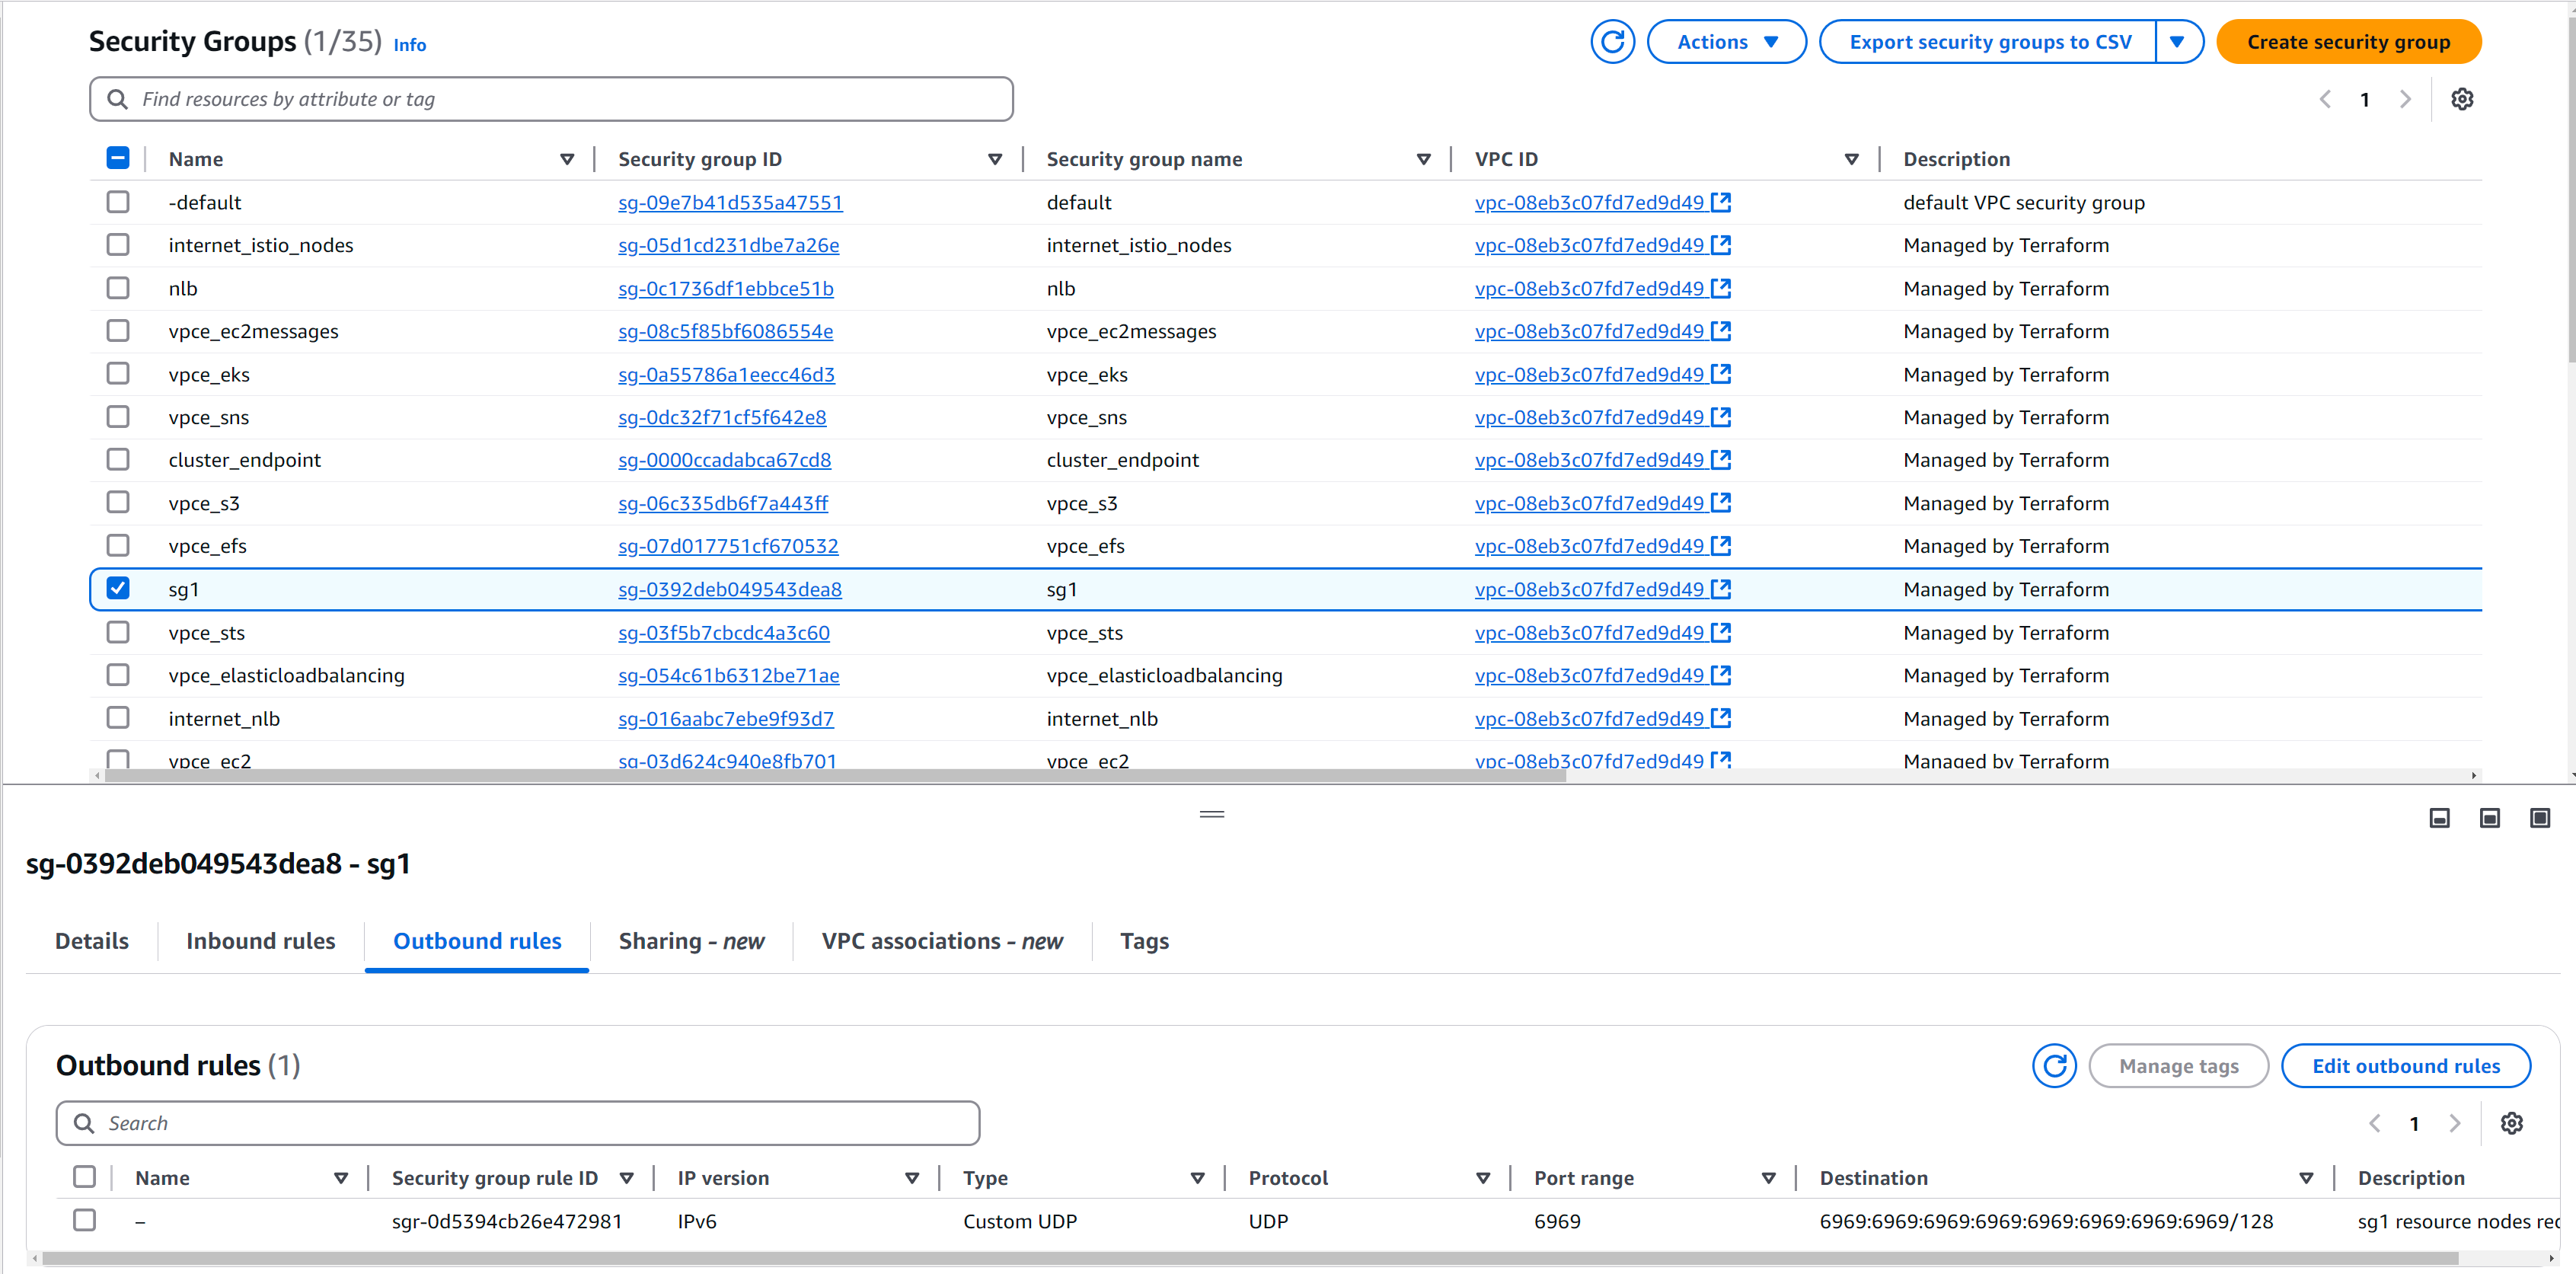 Security Groups (1/35) Info
Actions
Export security groups to CSV
Create security group
Find resources by attribute or tag
1
Name Security group ID Security group name VPC ID Description
-default sg-09e7b41d535a47551 default vpc-08eb3c07fd7ed9d49 default VPC security group
internet_istio_nodes sg-05d1cd231dbe7a26e internet_istio_nodes vpc-08eb3c07fd7ed9d49 Managed by Terraform
nlb sg-0c1736df1ebbce51b nlb vpc-08eb3c07fd7ed9d49 Managed by Terraform
vpce_ec2messages sg-08c5f85bf6086554e vpce_ec2messages vpc-08eb3c07fd7ed9d49 Managed by Terraform
vpce_eks sg-0a55786a1eecc46d3 vpce_eks vpc-08eb3c07fd7ed9d49 Managed by Terraform
vpce_sns sg-0dc32f71cf5f642e8 vpce_sns vpc-08eb3c07fd7ed9d49 Managed by Terraform
cluster_endpoint sg-0000ccadabca67cd8 cluster_endpoint vpc-08eb3c07fd7ed9d49 Managed by Terraform
vpce_s3 sg-06c335db6f7a443ff vpce_s3 vpc-08eb3c07fd7ed9d49 Managed by Terraform
vpce_efs sg-07d017751cf670532 vpce_efs vpc-08eb3c07fd7ed9d49 Managed by Terraform
sg1 sg-0392deb049543dea8 sg1 vpc-08eb3c07fd7ed9d49 Managed by Terraform
vpce_sts sg-03f5b7cbcdc4a3c60 vpce_sts vpc-08eb3c07fd7ed9d49 Managed by Terraform
vpce_elasticloadbalancing sg-054c61b6312be71ae vpce_elasticloadbalancing vpc-08eb3c07fd7ed9d49 Managed by Terraform
internet_nlb sg-016aabc7ebe9f93d7 internet_nlb vpc-08eb3c07fd7ed9d49 Managed by Terraform
vpce_ec2 sg-03d624c940e8fb701 vpce_ec2 vpc-08eb3c07fd7ed9d49 Managed by Terraform
sg-0392deb049543dea8 - sg1
Details Inbound rules Outbound rules Sharing - new VPC associations - new Tags
Outbound rules (1)
Manage tags
Edit outbound rules
Search
1
Name Security group rule ID IP version Type Protocol Port range Destination Description
– sgr-0d5394cb26e472981 IPv6 Custom UDP UDP 6969 6969:6969:6969:6969:6969:6969:6969:6969/128 sg1 resource nodes